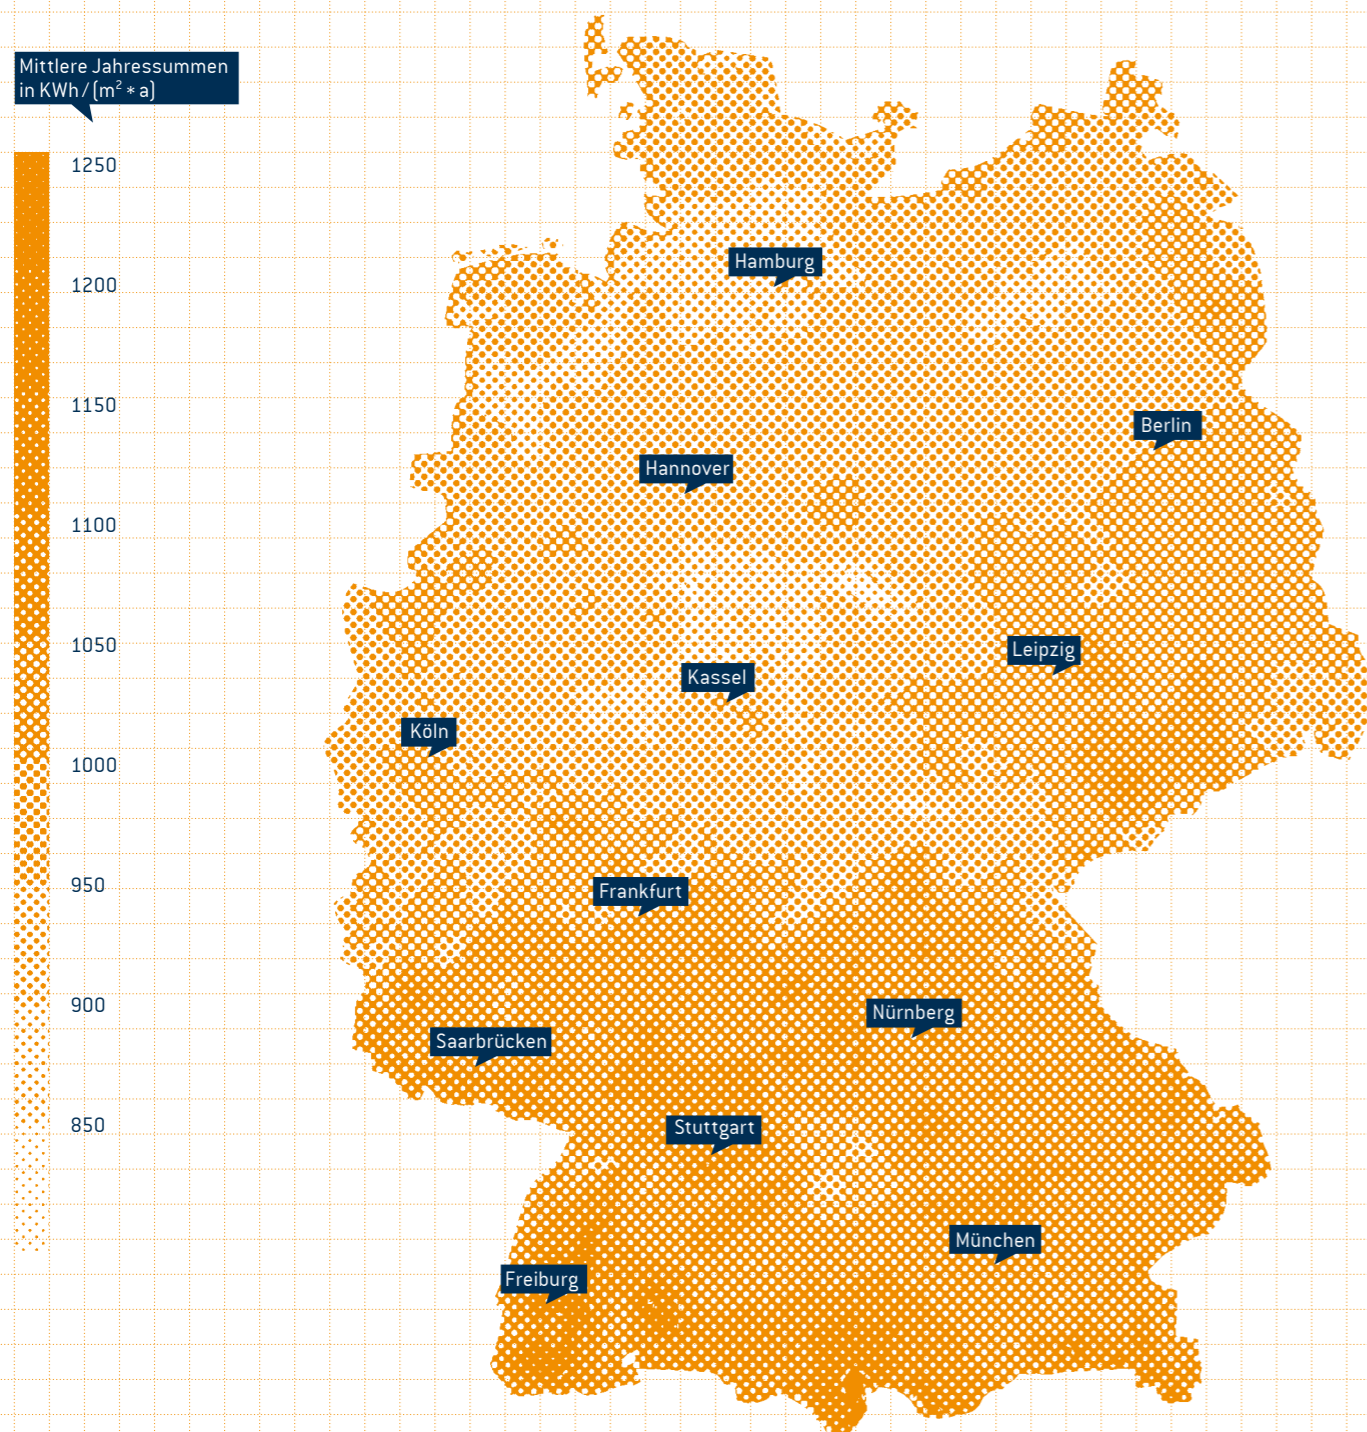 Mittlere Jahressummen
in KWh / (m² * a)
1250
1200
1150
1100
1050
1000
950
900
850
Hamburg
Berlin
Hannover
Leipzig
Kassel
Köln
Frankfurt
Nürnberg
Saarbrücken
Stuttgart
München
Freiburg